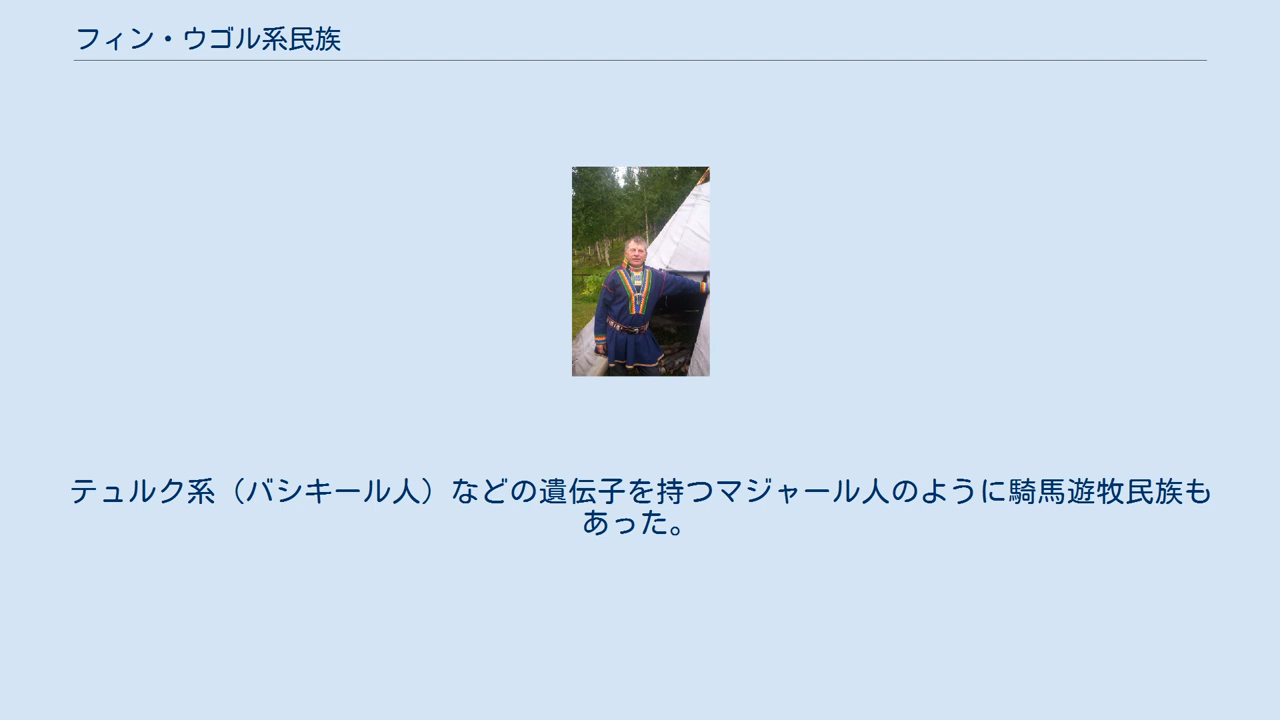 フィン・ウゴル系民族
テュルク系（バシキール人）などの遺伝子を持つマジャール人のように騎馬遊牧民族も
あった。